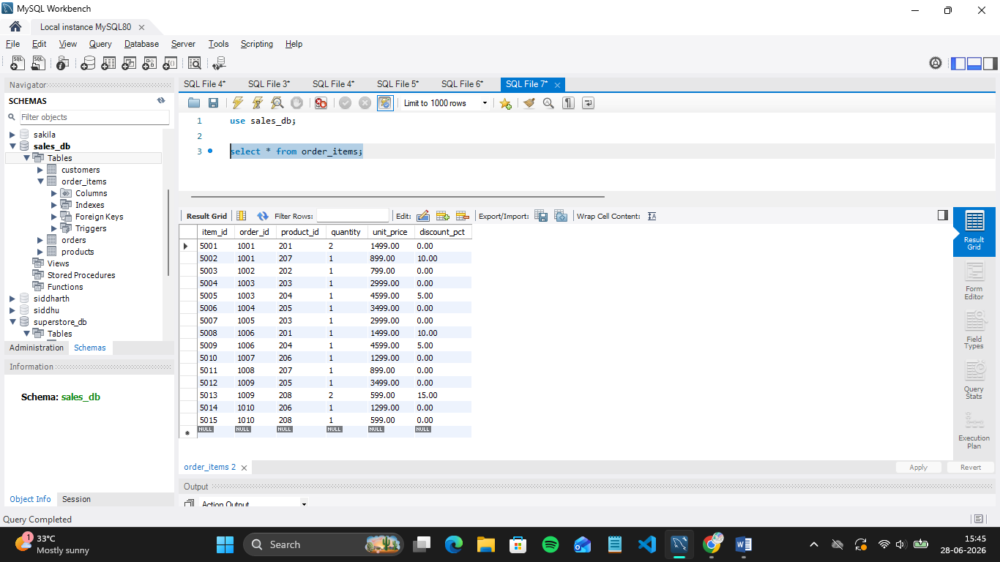 MySQL Workbench
Local instance MySQL80
File Edit View Query Database Server Tools Scripting Help
Navigator
SCHEMAS
Filter objects
sakila
sales_db
Tables
customers
order_items
Columns
Indexes
Foreign Keys
Triggers
orders
products
Views
Stored Procedures
Functions
siddharth
siddhu
superstore_db
Tables
Administration Schemas
Information
Schema: sales_db
Object Info Session
SQL File 4* SQL File 3* SQL File 4* SQL File 5* SQL File 6* SQL File 7*
Limit to 1000 rows
1 use sales_db;
2
3 select * from order_items;
Result Grid Filter Rows: Edit: Export/Import: Wrap Cell Content: IA
item_id order_id product_id quantity unit_price discount_pct
5001 1001 201 2 1499.00 0.00
5002 1001 207 1 899.00 10.00
5003 1002 202 1 799.00 0.00
5004 1003 203 1 2999.00 0.00
5005 1003 204 1 4599.00 5.00
5006 1004 205 1 3499.00 0.00
5007 1005 203 1 2999.00 0.00
5008 1006 201 1 1499.00 10.00
5009 1006 204 1 4599.00 5.00
5010 1007 206 1 1299.00 0.00
5011 1008 207 1 899.00 0.00
5012 1009 205 1 3499.00 0.00
5013 1009 208 2 599.00 15.00
5014 1010 206 1 1299.00 0.00
5015 1010 208 1 599.00 0.00
NULL NULL NULL NULL NULL NULL
Result
Grid
Form
Editor
Field
Types
Query
Stats
Execution
Plan
order_items 2
Apply Revert
Output
Action Output
Query Completed
1
33°C
Mostly sunny
Search
15:45
28-06-2026